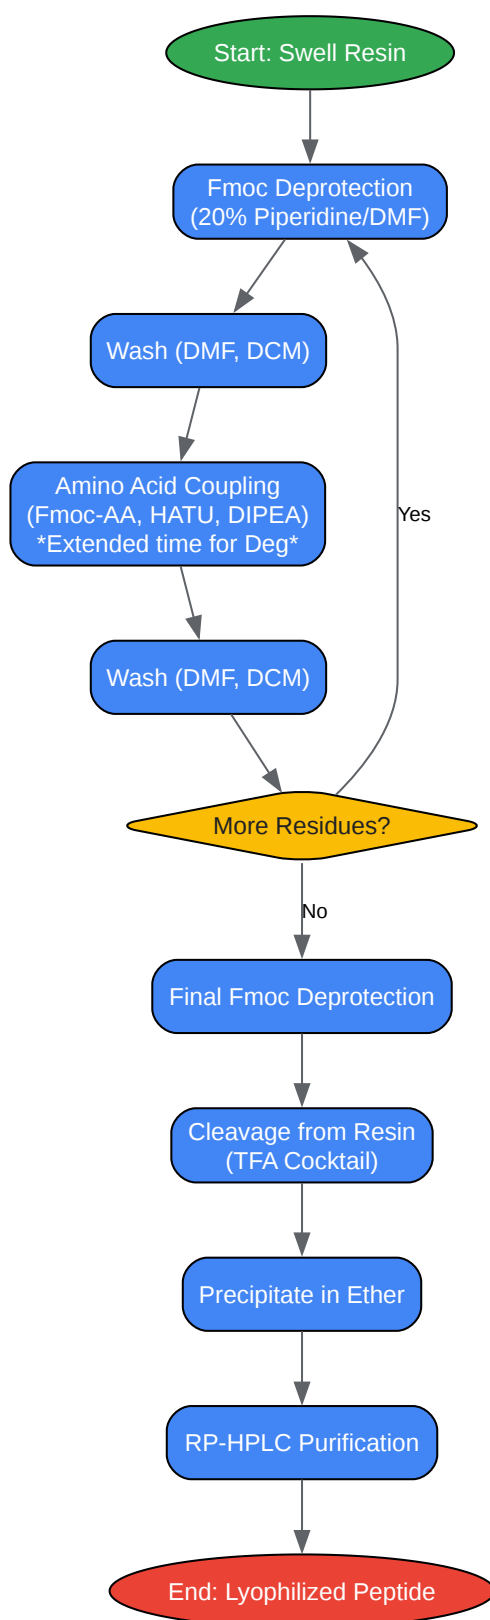 Start: Swell Resin
Fmoc Deprotection
(20% Piperidine/DMF)
Wash (DMF, DCM)
Amino Acid Coupling
(Fmoc-AA, HATU, DIPEA)
*Extended time for Deg*
Yes
Wash (DMF, DCM)
More Residues?
No
Final Fmoc Deprotection
Cleavage from Resin
(TFA Cocktail)
Precipitate in Ether
RP-HPLC Purification
End: Lyophilized Peptide